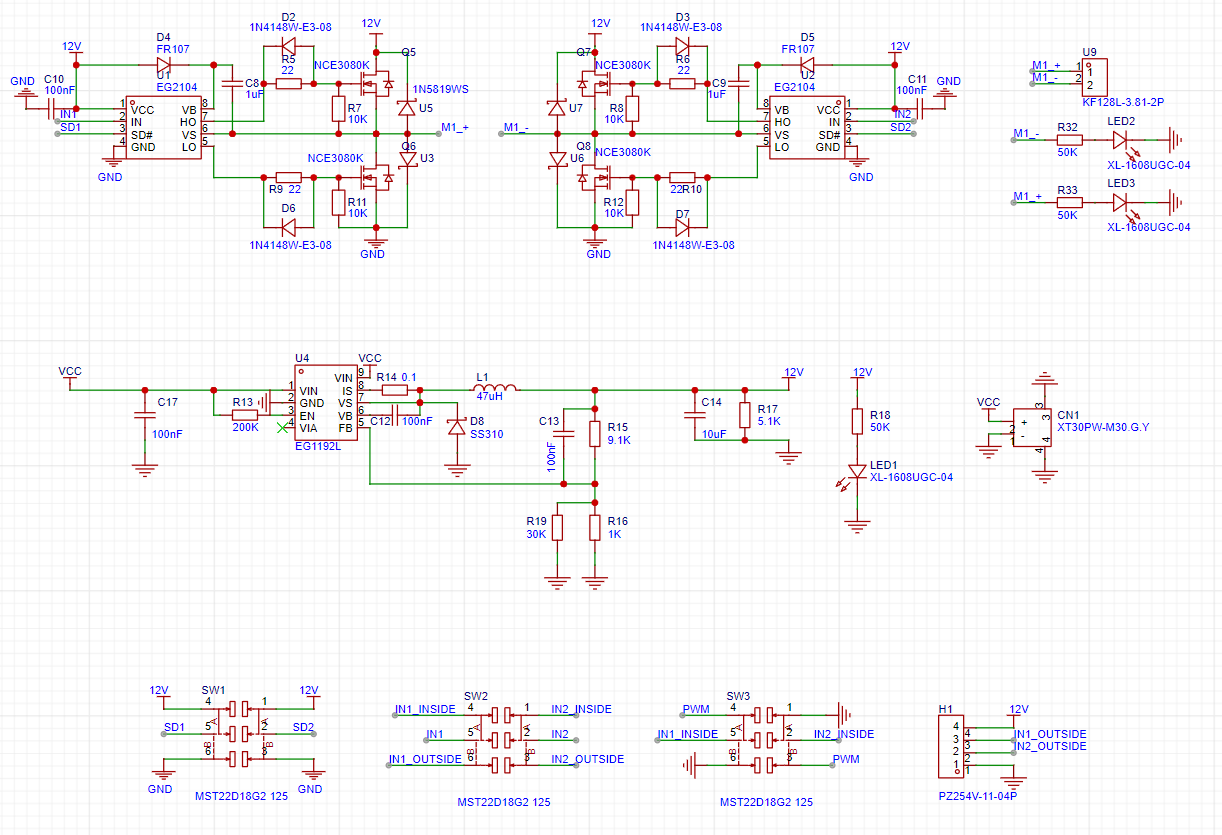 D2
1N4148W-E3-08
12V
12V
D3
1N4148W-E3-08
12V
D4
FR107
R5
22
NCE3080K
Q5
Q7
NCE3080K
R6
22
D5
FR107
12V
U9
GND
C10
100nF
U1
EG2104
C8
1uF
1N5819WS
U5
U7
C9
1uF
U2
EG2104
C11
100nF
GND
M1_+
M1_-
1
2
1
2
KF128L-3.81-2P
IN1
SD1
1
2
3
4
VCC
IN
SD#
GND
VB
HO
VS
LO
8
7
6
5
R7
10K
M1_+
M1_-
R8
10K
8
7
6
5
VB
HO
VS
LO
VCC
IN
SD#
GND
1
2
3
4
IN2
SD2
GND
NCE3080K
Q6
U3
U6
Q8
NCE3080K
GND
M1_-
R32
50K
LED2
XL-1608UGC-04
R9
22
R11
10K
R12
10K
22
R10
M1_+
R33
50K
LED3
XL-1608UGC-04
D6
1N4148W-E3-08
GND
GND
D7
1N4148W-E3-08
VCC
U4
VCC
C17
100nF
R13
200K
1
2
3
4
VIN
GND
EN
VIA
VIN
IS
VS
VB
FB
9
8
7
6
5
EG1192L
R14
0.1
C12
100nF
D8
SS310
L1
47uH
C13
100nF
R15
9.1K
C14
10uF
R17
5.1K
12V
12V
R18
50K
LED1
XL-1608UGC-04
VCC
2
1
+
-
3
3
4
4
CN1
XT30PW-M30.G.Y
R19
30K
R16
1K
12V
SW1
12V
4
1
SD1
5
2
SD2
6
3
A
A
B
B
GND
GND
MST22D18G2 125
SW2
IN1_INSIDE
4
1
IN2_INSIDE
IN1
5
2
IN2
IN1_OUTSIDE
6
3
IN2_OUTSIDE
A
A
B
B
MST22D18G2 125
SW3
PWM
4
1
IN1_INSIDE
5
2
IN2_INSIDE
6
3
PWM
A
A
B
B
MST22D18G2 125
H1
12V
4
3
2
1
4
3
2
1
IN1_OUTSIDE
IN2_OUTSIDE
PZ254V-11-04P